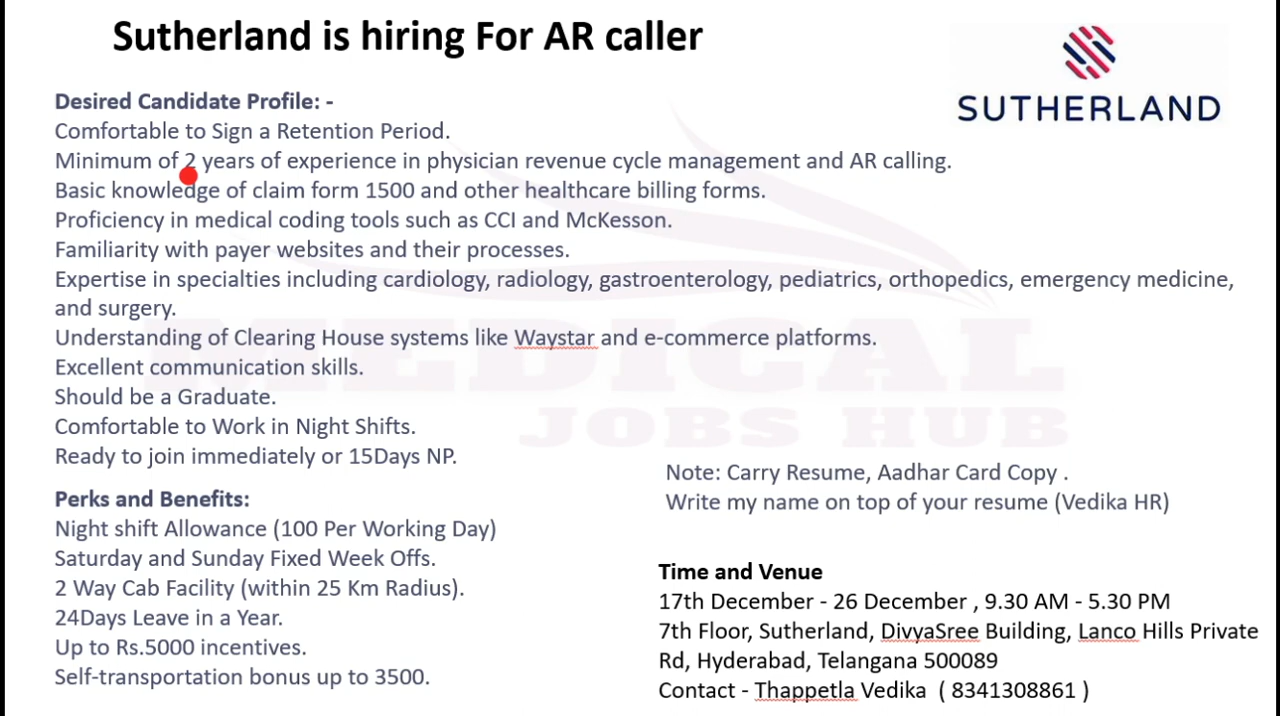 Sutherland is hiring For AR caller
SUTHERLAND
Desired Candidate Profile: -
Comfortable to Sign a Retention Period.
Minimum of 2 years of experience in physician revenue cycle management and AR calling.
Basic knowledge of claim form 1500 and other healthcare billing forms.
Proficiency in medical coding tools such as CCI and McKesson.
Familiarity with payer websites and their processes.
Expertise in specialties including cardiology, radiology, gastroenterology, pediatrics, orthopedics, emergency medicine,
and surgery.
Understanding of Clearing House systems like Waystar and e-commerce platforms.
Excellent communication skills.
Should be a Graduate.
Comfortable to Work in Night Shifts.
Ready to join immediately or 15Days NP.
MEDICAL
JOBS HUB
Perks and Benefits:
Night shift Allowance (100 Per Working Day)
Saturday and Sunday Fixed Week Offs.
2 Way Cab Facility (within 25 Km Radius).
24Days Leave in a Year.
Up to Rs.5000 incentives.
Self-transportation bonus up to 3500.
Note: Carry Resume, Aadhar Card Copy .
Write my name on top of your resume (Vedika HR)
Time and Venue
17th December - 26 December , 9.30 AM - 5.30 PM
7th Floor, Sutherland, DivyaSree Building, Lanco Hills Private
Rd, Hyderabad, Telangana 500089
Contact - Thappetla Vedika ( 8341308861 )